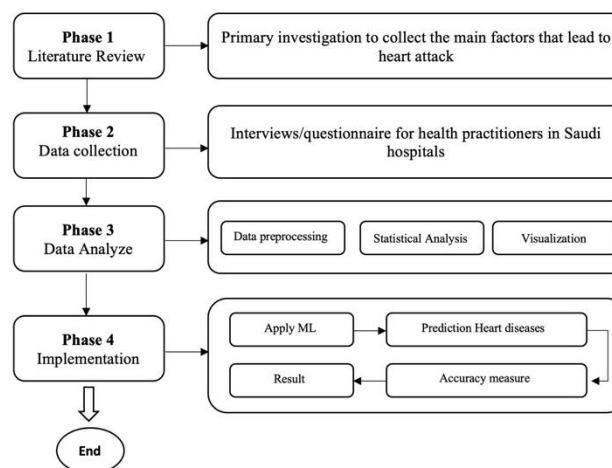 Phase 1
Literature Review
Primary investigation to collect the main factors that lead to
heart attack
Phase 2
Data collection
Interviews/questionnaire for health practitioners in Saudi
hospitals
Phase 3
Data Analyze
Data preprocessing
Statistical Analysis
Visualization
Phase 4
Implementation
Apply ML
Prediction Heart diseases
Result
Accuracy measure
End